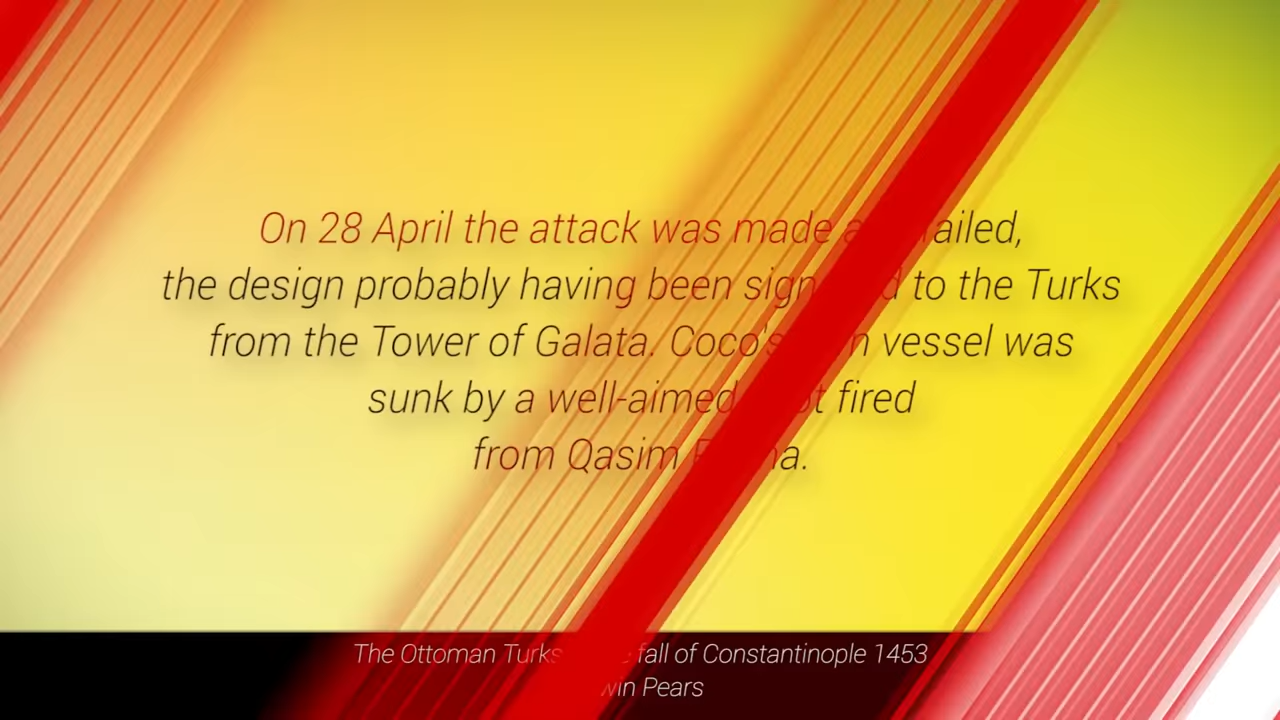 On 28 April the attack was made failed,
the design probably having been to the Turks
from the Tower of Galata. Coco's vessel was
sunk by a well-aimed fired
from Qasim
The Ottoman Turks fall of Constantinople 1453
Pears